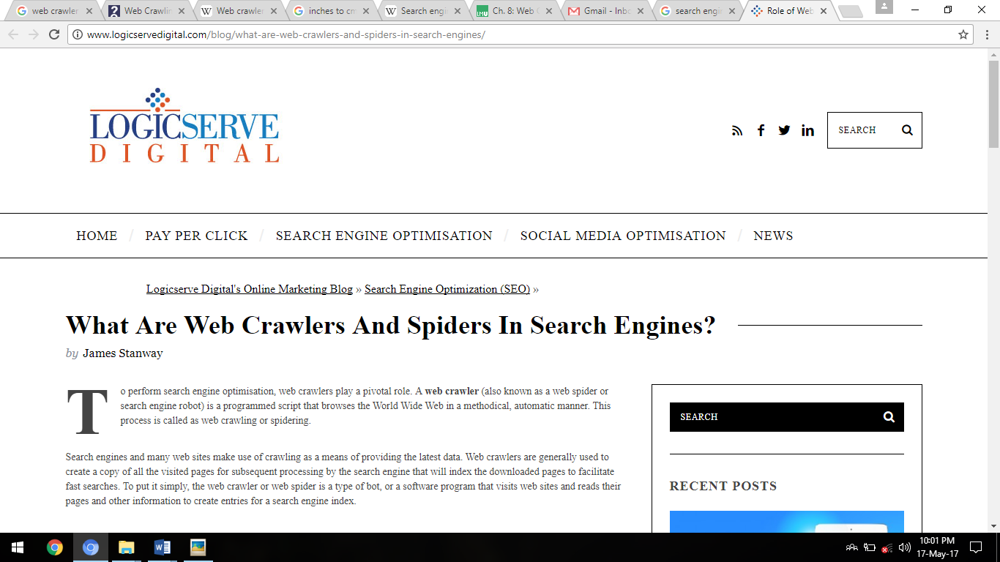 web crawler
Web Crawlin
Web crawler
inches to cm
Search engi
Ch. 8: Web C
Gmail - Inbo
search engin
Role of Web
www.logicservedigital.com/blog/what-are-web-crawlers-and-spiders-in-search-engines/
LOGICSERVE
DIGITAL
SEARCH
HOME / PAY PER CLICK / SEARCH ENGINE OPTIMISATION / SOCIAL MEDIA OPTIMISATION / NEWS
Logicserve Digital's Online Marketing Blog » Search Engine Optimization (SEO) »
What Are Web Crawlers And Spiders In Search Engines?
by James Stanway
To perform search engine optimisation, web crawlers play a pivotal role. A web crawler (also known as a web spider or
search engine robot) is a programmed script that browses the World Wide Web in a methodical, automatic manner. This
process is called as web crawling or spidering.
Search engines and many web sites make use of crawling as a means of providing the latest data. Web crawlers are generally used to
create a copy of all the visited pages for subsequent processing by the search engine that will index the downloaded pages to facilitate
fast searches. To put it simply, the web crawler or web spider is a type of bot, or a software program that visits web sites and reads their
pages and other information to create entries for a search engine index.
SEARCH
RECENT POSTS
10:01 PM
17-May-17